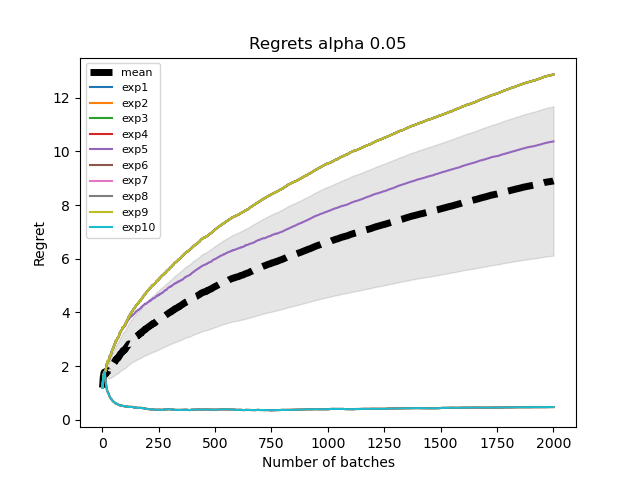 Regrets alpha 0.05
mean
exp1
exp2
exp3
exp4
exp5
exp6
exp7
exp8
exp9
exp10
Regret
12
10
8
6
4
2
0
0 250 500 750 1000 1250 1500 1750 2000
Number of batches